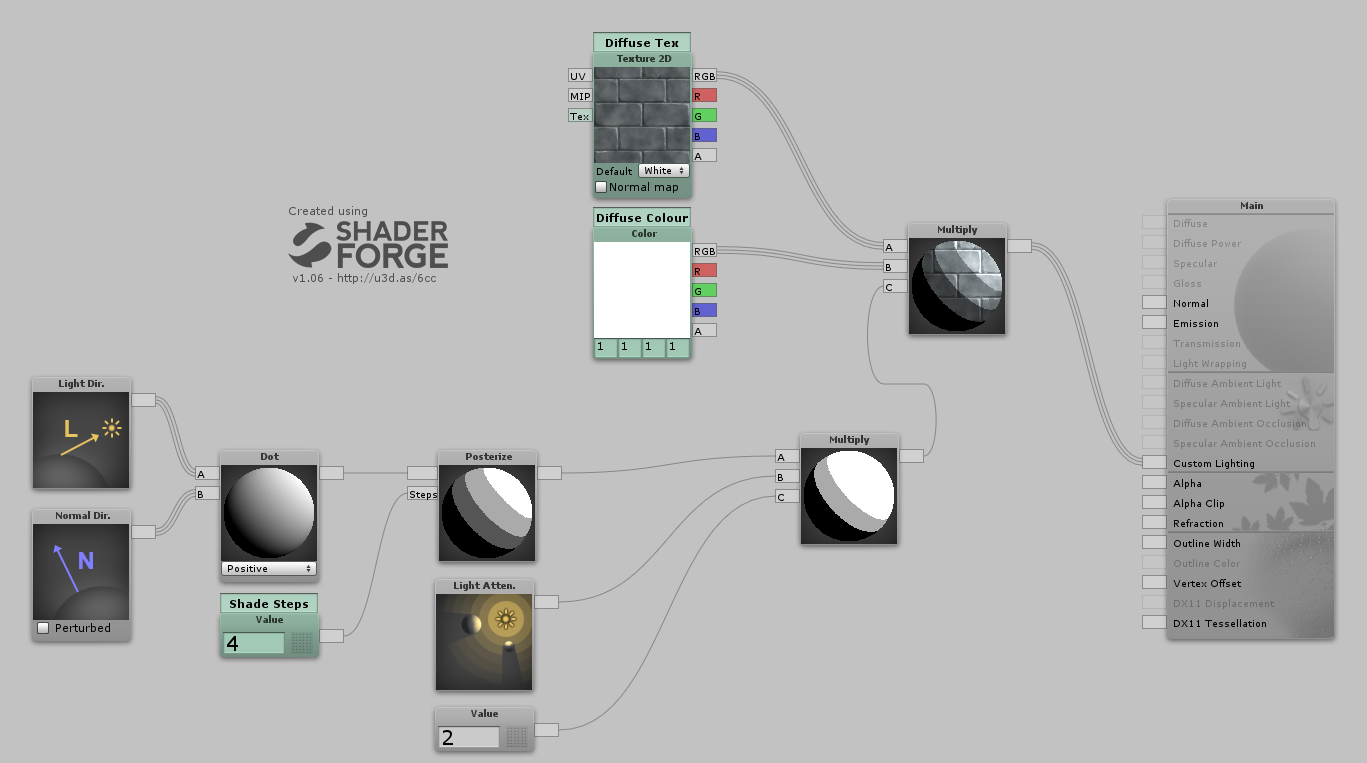 Diffuse Tex
Texture 2D
UV
MIP
Tex
RGB
R
G
B
A
Default White
Normal map
Diffuse Colour
Color
RGB
R
G
B
A
1 1 1 1
Created using
SHADER
FORGE
v1.06 - http://u3d.as/6cc
Light Dir.
L
Normal Dir.
N
Perturbed
Dot
A
B
Positive
Shade Steps
Value
4
Posterize
Steps
Light Atten.
Value
2
Multiply
A
B
C
Multiply
A
B
C
Main
Diffuse
Diffuse Power
Specular
Gloss
Normal
Emission
Transmission
Light Wrapping
Diffuse Ambient Light
Specular Ambient Light
Diffuse Ambient Occlusion
Specular Ambient Occlusion
Custom Lighting
Alpha
Alpha Clip
Refraction
Outline Width
Outline Color
Vertex Offset
DX11 Displacement
DX11 Tessellation